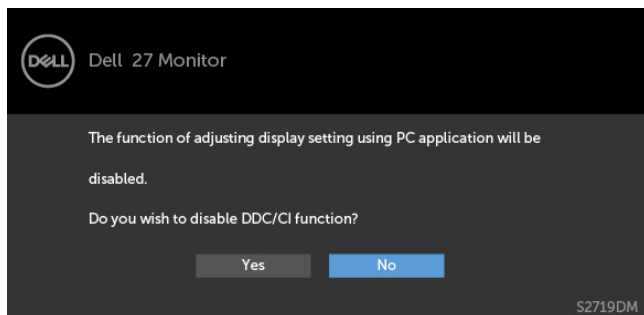 DELL
Dell 27 Monitor
The function of adjusting display setting using PC application will be
disabled.
Do you wish to disable DDC/CI function?
Yes No
S2719DM